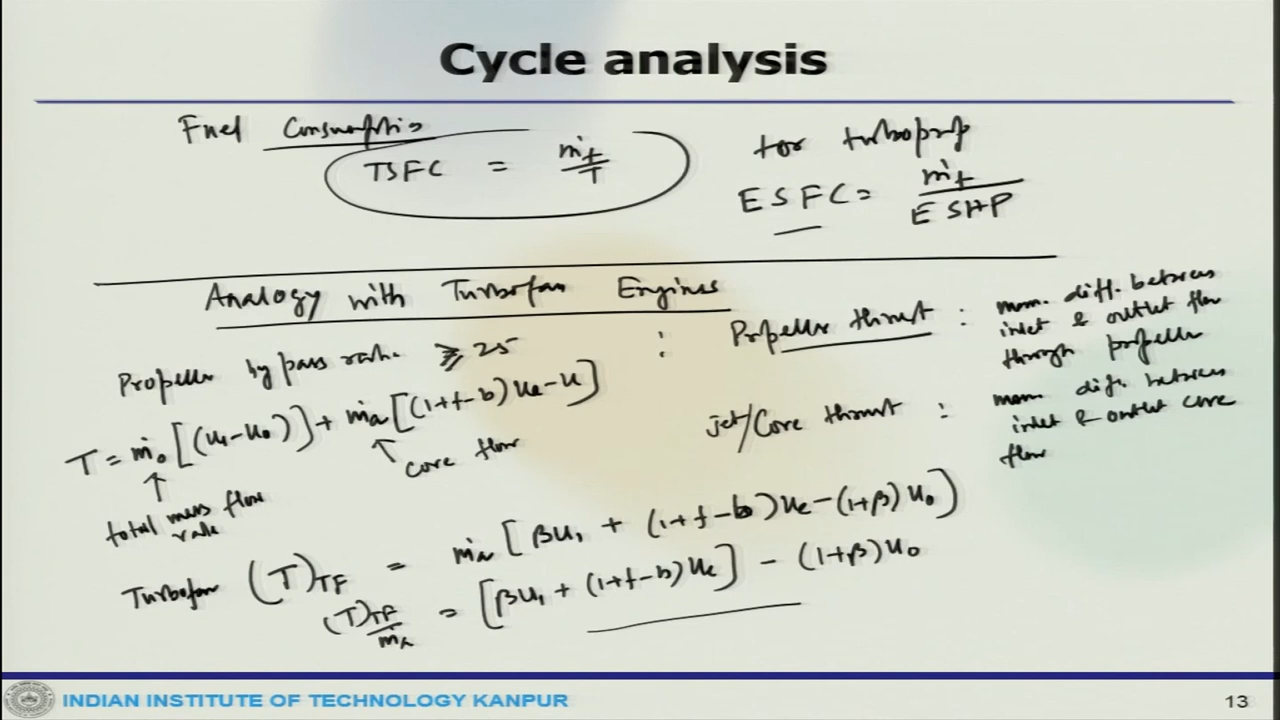 Cycle analysis
Fuel Consumption
TSFC = ṁf / T
for turboprop
ESFC = ṁf / ESHP
Analogy with Turbofan Engines
Propeller by pass ratio ≥ 25
: Propeller thrust : mom. diff. between
inlet & outlet flow
through propeller
T = ṁ₀[(u₁-u₀)] + ṁa[(1+f-b)ue-u]
↑ total mass flow
rate
↑ core flow
jet/Core thrust : mom. diff. between
inlet & outlet core
flow
Turbofan (T)TF = ṁa[βu₁ + (1+f-b)ue-(1+β)u₀]
(T)TF / ṁa = [βu₁ + (1+f-b)ue] - (1+β)u₀
INDIAN INSTITUTE OF TECHNOLOGY KANPUR
13